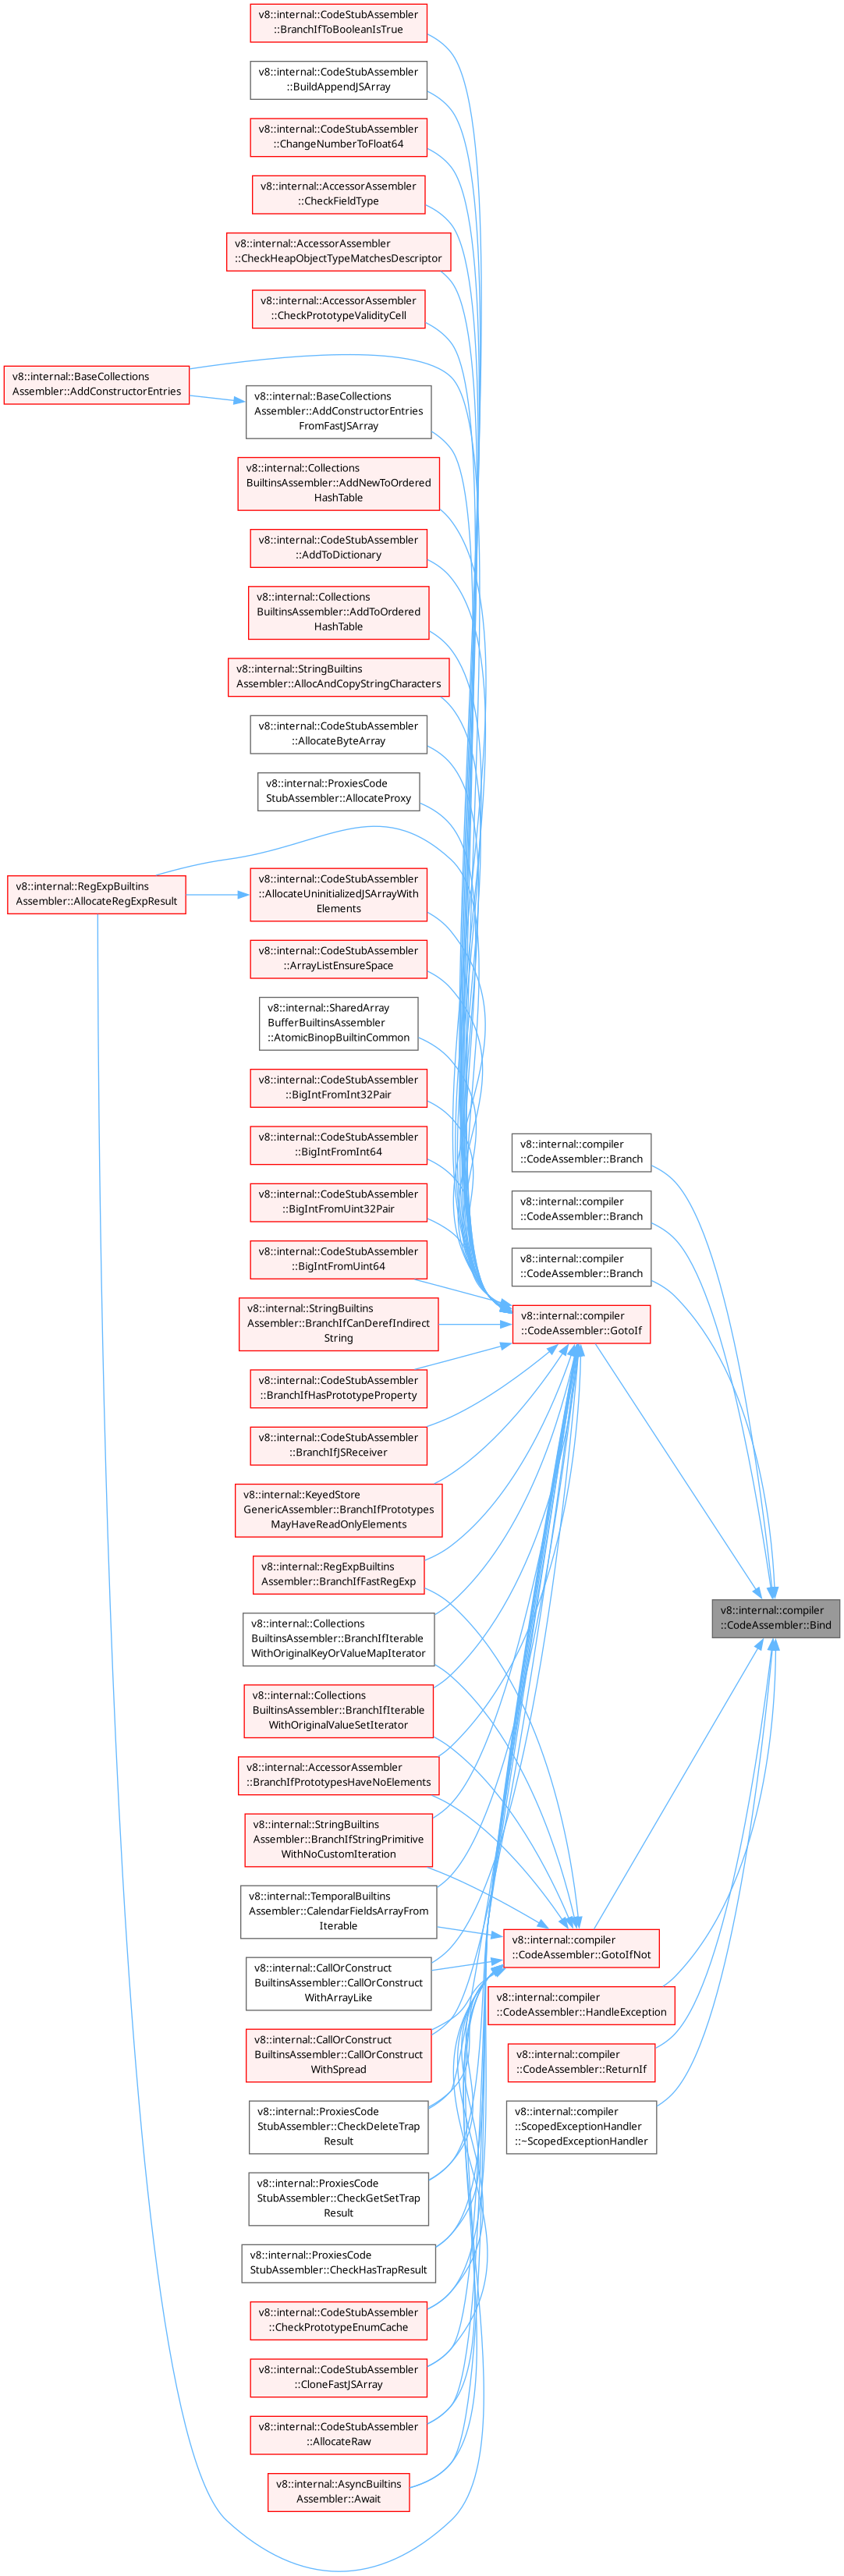 v8::internal::CodeStubAssembler
::BranchIfToBooleanIsTrue
v8::internal::CodeStubAssembler
::BuildAppendJSArray
v8::internal::CodeStubAssembler
::ChangeNumberToFloat64
v8::internal::AccessorAssembler
::CheckFieldType
v8::internal::AccessorAssembler
::CheckHeapObjectTypeMatchesDescriptor
v8::internal::AccessorAssembler
::CheckPrototypeValidityCell
v8::internal::BaseCollections
Assembler::AddConstructorEntries
v8::internal::BaseCollections
Assembler::AddConstructorEntries
FromFastJSArray
v8::internal::Collections
BuiltinsAssembler::AddNewToOrdered
HashTable
v8::internal::CodeStubAssembler
::AddToDictionary
v8::internal::Collections
BuiltinsAssembler::AddToOrdered
HashTable
v8::internal::StringBuiltins
Assembler::AllocAndCopyStringCharacters
v8::internal::CodeStubAssembler
::AllocateByteArray
v8::internal::ProxiesCode
StubAssembler::AllocateProxy
v8::internal::RegExpBuiltins
Assembler::AllocateRegExpResult
v8::internal::CodeStubAssembler
::AllocateUninitializedJSArrayWith
Elements
v8::internal::CodeStubAssembler
::ArrayListEnsureSpace
v8::internal::SharedArray
BufferBuiltinsAssembler
::AtomicBinopBuiltinCommon
v8::internal::CodeStubAssembler
::BigIntFromInt32Pair
v8::internal::CodeStubAssembler
::BigIntFromInt64
v8::internal::CodeStubAssembler
::BigIntFromUint32Pair
v8::internal::CodeStubAssembler
::BigIntFromUint64
v8::internal::StringBuiltins
Assembler::BranchIfCanDerefIndirect
String
v8::internal::CodeStubAssembler
::BranchIfHasPrototypeProperty
v8::internal::CodeStubAssembler
::BranchIfJSReceiver
v8::internal::KeyedStore
GenericAssembler::BranchIfPrototypes
MayHaveReadOnlyElements
v8::internal::RegExpBuiltins
Assembler::BranchIfFastRegExp
v8::internal::Collections
BuiltinsAssembler::BranchIfIterable
WithOriginalKeyOrValueMapIterator
v8::internal::Collections
BuiltinsAssembler::BranchIfIterable
WithOriginalValueSetIterator
v8::internal::AccessorAssembler
::BranchIfPrototypesHaveNoElements
v8::internal::StringBuiltins
Assembler::BranchIfStringPrimitive
WithNoCustomIteration
v8::internal::TemporalBuiltins
Assembler::CalendarFieldsArrayFrom
Iterable
v8::internal::CallOrConstruct
BuiltinsAssembler::CallOrConstruct
WithArrayLike
v8::internal::CallOrConstruct
BuiltinsAssembler::CallOrConstruct
WithSpread
v8::internal::ProxiesCode
StubAssembler::CheckDeleteTrap
Result
v8::internal::ProxiesCode
StubAssembler::CheckGetSetTrap
Result
v8::internal::ProxiesCode
StubAssembler::CheckHasTrapResult
v8::internal::CodeStubAssembler
::CheckPrototypeEnumCache
v8::internal::CodeStubAssembler
::CloneFastJSArray
v8::internal::CodeStubAssembler
::AllocateRaw
v8::internal::AsyncBuiltins
Assembler::Await
v8::internal::compiler
::CodeAssembler::Branch
v8::internal::compiler
::CodeAssembler::Branch
v8::internal::compiler
::CodeAssembler::Branch
v8::internal::compiler
::CodeAssembler::GotoIf
v8::internal::compiler
::CodeAssembler::GotoIfNot
v8::internal::compiler
::CodeAssembler::HandleException
v8::internal::compiler
::CodeAssembler::ReturnIf
v8::internal::compiler
::ScopedExceptionHandler
::~ScopedExceptionHandler
v8::internal::compiler
::CodeAssembler::Bind